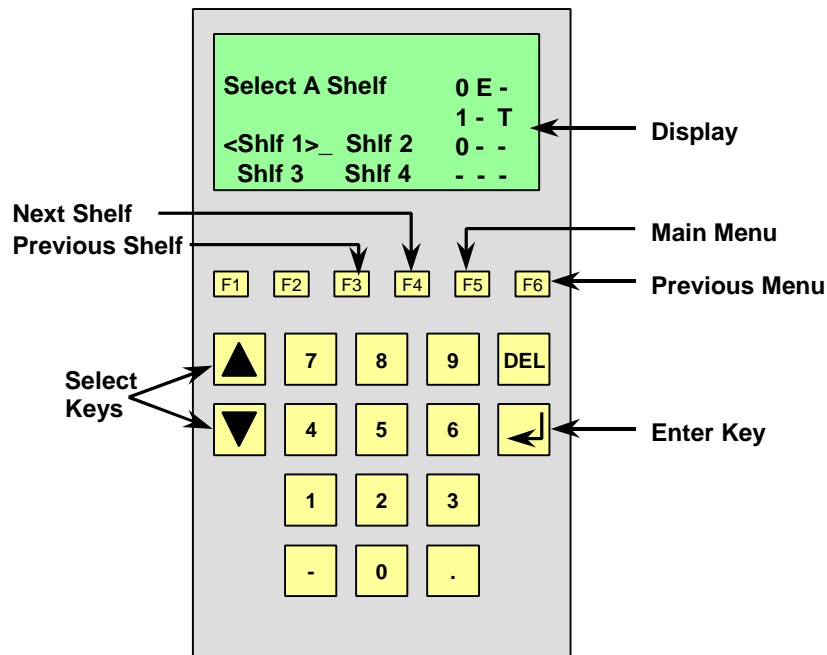 Select A Shelf 0 E -
1 - T
<Shlf 1>_ Shlf 2 0 - -
Shlf 3 Shlf 4 - - -
Display
Next Shelf
Previous Shelf
Main Menu
Previous Menu
F1 F2 F3 F4 F5 F6
Select
Keys
7 8 9 DEL
4 5 6
Enter Key
1 2 3
- 0 .